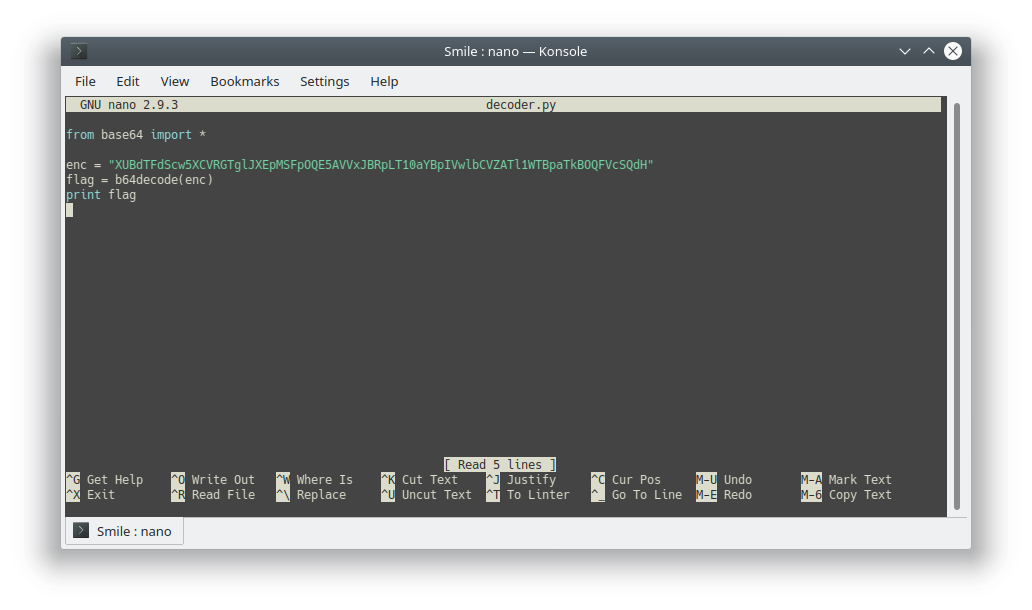 Smile : nano — Konsole
File Edit View Bookmarks Settings Help
GNU nano 2.9.3 decoder.py
from base64 import *
enc = "XUBdTFdScw5XCVRGTglJXEpMSFpOQE5AVVxJBRpLT10aYBpIVwlbCVZATl1WTBpaTkBOQFVcSQdH"
flag = b64decode(enc)
print flag
[ Read 5 lines ]
^G Get Help ^O Write Out ^W Where Is ^K Cut Text ^J Justify ^C Cur Pos M-U Undo M-A Mark Text
^X Exit ^R Read File ^\ Replace ^U Uncut Text ^T To Linter ^_ Go To Line M-E Redo M-6 Copy Text
Smile : nano